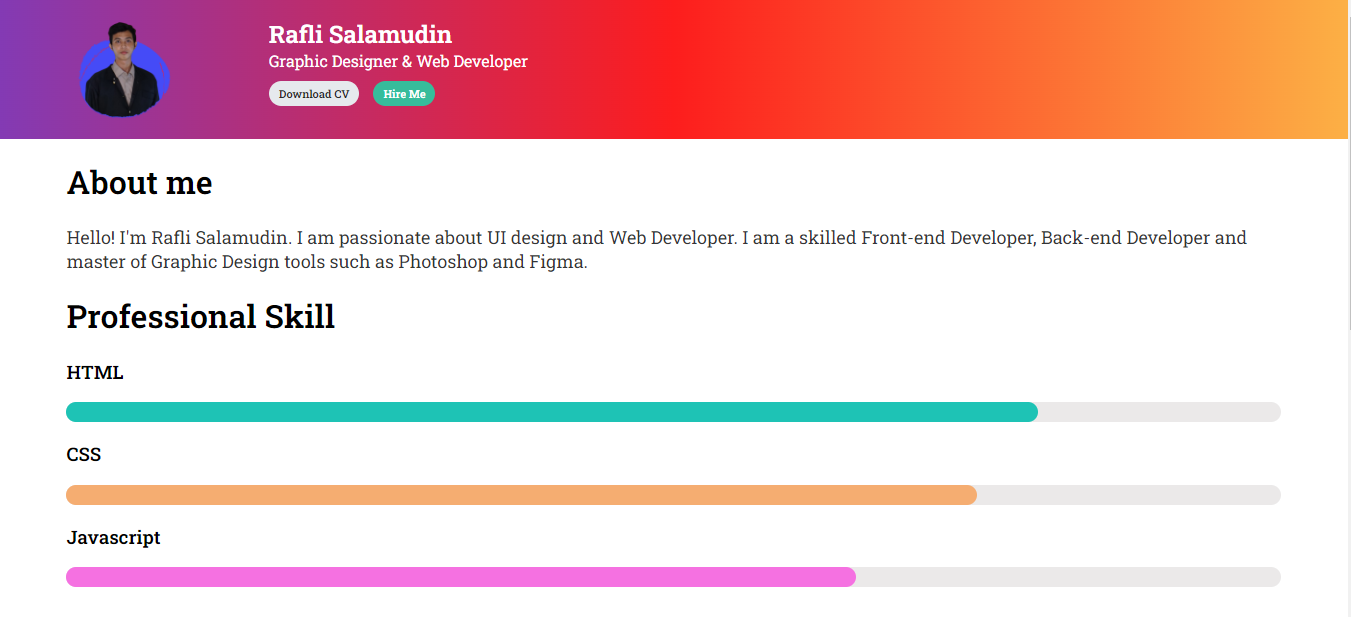 Rafli Salamudin
Graphic Designer & Web Developer
Download CV
Hire Me
About me
Hello! I'm Rafli Salamudin. I am passionate about UI design and Web Developer. I am a skilled Front-end Developer, Back-end Developer and
master of Graphic Design tools such as Photoshop and Figma.
Professional Skill
HTML
CSS
Javascript